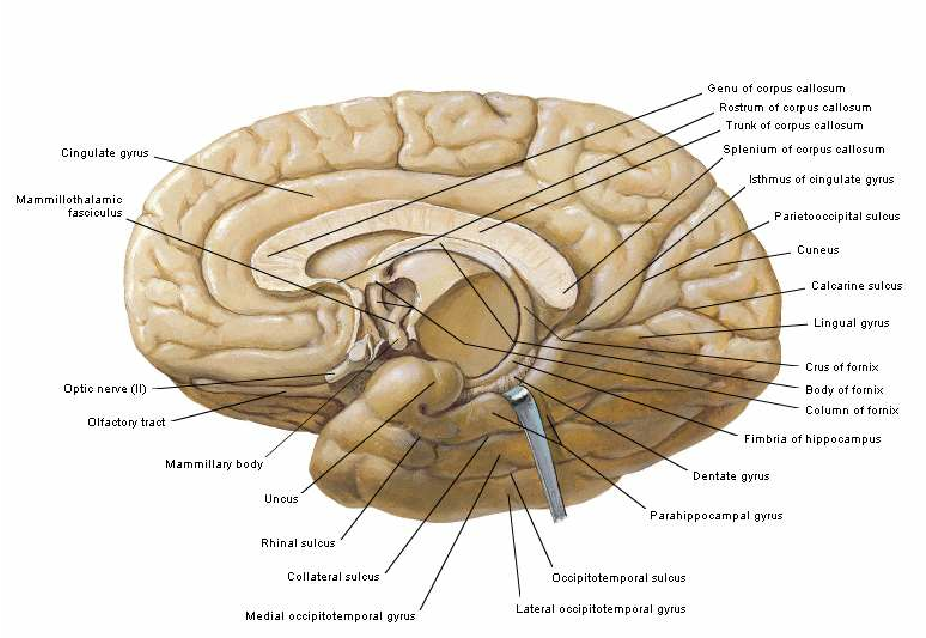 Genu of corpus callosum
Rostrum of corpus callosum
Trunk of corpus callosum
Splenium of corpus callosum
Isthmus of cingulate gyrus
Parietooccipital sulcus
Cuneus
Calcarine sulcus
Lingual gyrus
Crus of fornix
Body of fornix
Column of fornix
Fimbria of hippocampus
Dentate gyrus
Parahippocampal gyrus
Occipitotemporal sulcus
Lateral occipitotemporal gyrus
Cingulate gyrus
Mammillothalamic
fasciculus
Optic nerve (II)
Olfactory tract
Mammillary body
Uncus
Rhinal sulcus
Collateral sulcus
Medial occipitotemporal gyrus